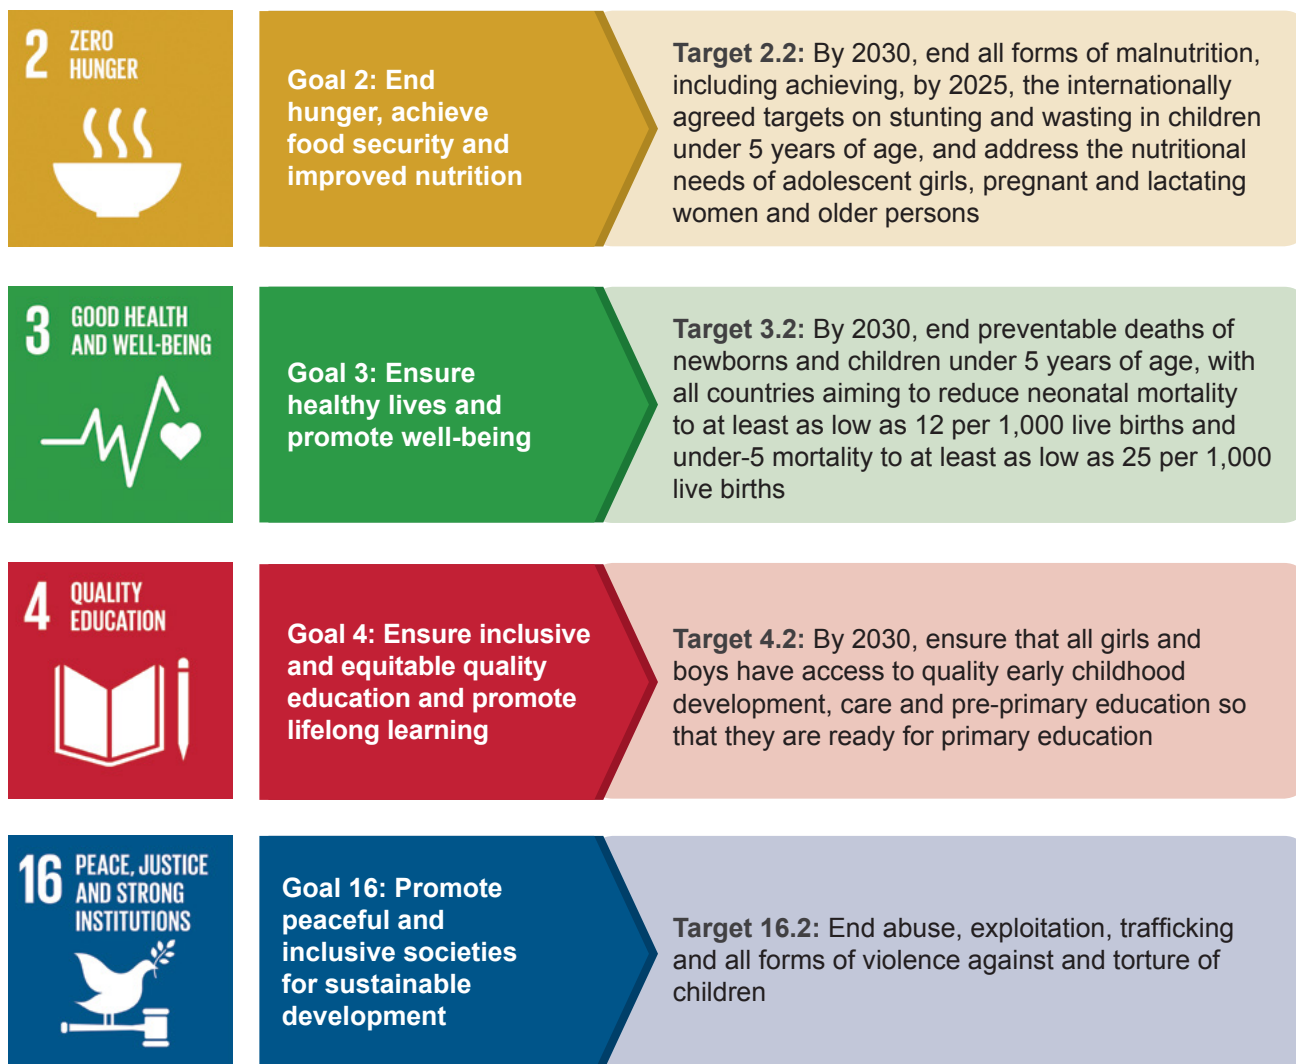 2 ZERO
HUNGER
Goal 2: End
hunger, achieve
food security and
improved nutrition
Target 2.2: By 2030, end all forms of malnutrition,
including achieving, by 2025, the internationally
agreed targets on stunting and wasting in children
under 5 years of age, and address the nutritional
needs of adolescent girls, pregnant and lactating
women and older persons
3 GOOD HEALTH
AND WELL-BEING
Goal 3: Ensure
healthy lives and
promote well-being
Target 3.2: By 2030, end preventable deaths of
newborns and children under 5 years of age, with
all countries aiming to reduce neonatal mortality
to at least as low as 12 per 1,000 live births and
under-5 mortality to at least as low as 25 per 1,000
live births
4 QUALITY
EDUCATION
Goal 4: Ensure inclusive
and equitable quality
education and promote
lifelong learning
Target 4.2: By 2030, ensure that all girls and
boys have access to quality early childhood
development, care and pre-primary education so
that they are ready for primary education
16 PEACE, JUSTICE
AND STRONG
INSTITUTIONS
Goal 16: Promote
peaceful and
inclusive societies
for sustainable
development
Target 16.2: End abuse, exploitation, trafficking
and all forms of violence against and torture of
children